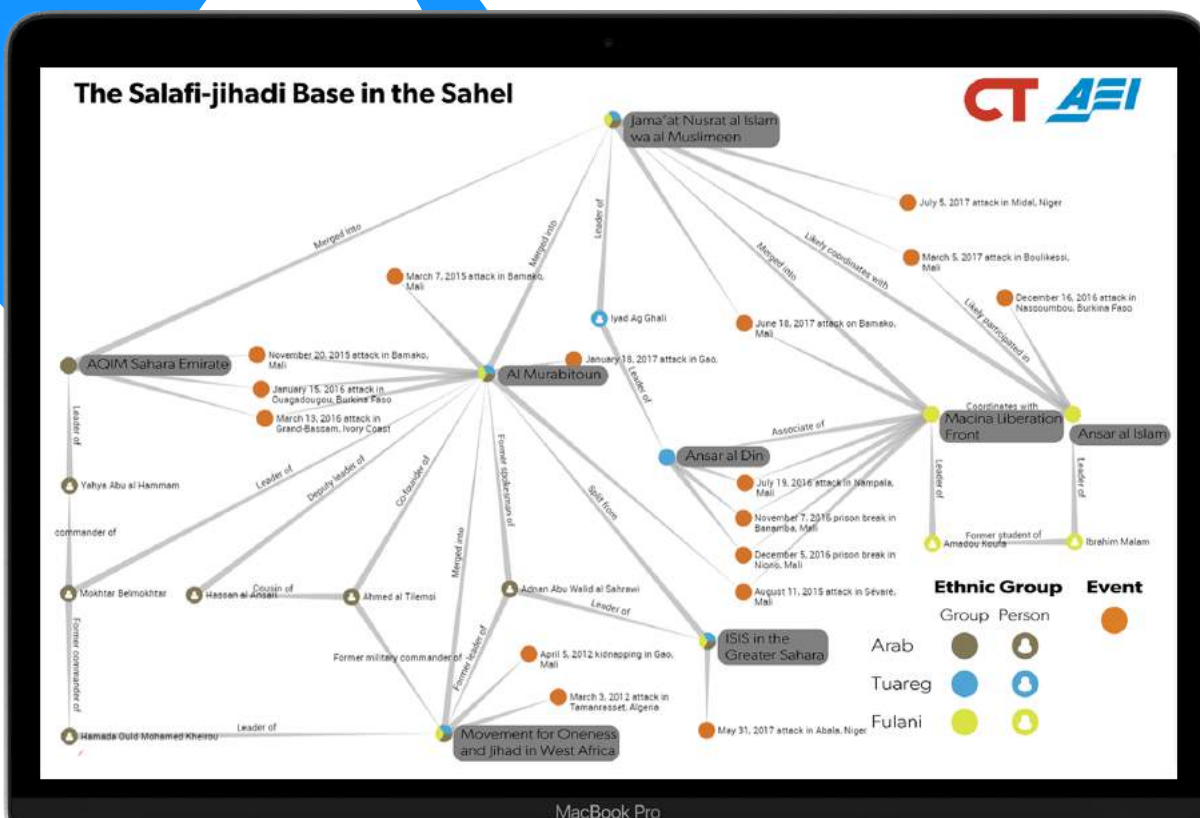 The Salafi-jihadi Base in the Sahel
CT AEI
Jama'at Nusrat al Islam
wa al Muslimeen
July 5, 2017 attack in Midal, Niger
Merged into
Merged into
Leader of
Merged into
Likely coordinates with
March 5, 2017 attack in Boulikessi,
Mali
Likely participated in
December 16, 2016 attack in
Nassoumbou, Burkina Faso
March 7, 2015 attack in Bamako,
Mali
Iyad Ag Ghali
June 18, 2017 attack on Bamako,
Mali
AQIM Sahara Emirate
November 20, 2015 attack in Bamako,
Mali
January 18, 2017 attack in Gao,
Al Murabitoun
January 15, 2016 attack in
Ouagadougou, Burkina Faso
March 13, 2016 attack in
Grand-Bassam, Ivory Coast
Leader of
Leader of
Coordinates with
Macina Liberation
Front
Ansar al Islam
Associate of
Ansar al Din
Leader of
Deputy leader of
Co-founder of
Former spokesman of
Split from
Yahya Abu al Hammam
July 19, 2016 attack in Nampala,
Mali
November 7, 2016 prison break in
Banamba, Mali
December 5, 2016 prison break in
Niono, Mali
August 11, 2015 attack in Sévaré,
Mali
Leader of
Leader of
commander of
Former student of
Amadou Koufa
Ibrahim Malam
Merged into
Mokhtar Belmokhtar
Cousin of
Hassan al Ansari
Ahmed al Tilemsi
Adnan Abu Walid al Sahrawi
Leader of
Former commander of
Former military commander of
Former leader of
ISIS in the
Greater Sahara
April 5, 2012 kidnapping in Gao,
Mali
March 3, 2012 attack in
Tamanrasset, Algeria
Hamada Ould Mohamed Kheirou
Leader of
Movement for Oneness
and Jihad in West Africa
May 31, 2017 attack in Abala, Niger
Ethnic Group Event
Group Person
Arab
Tuareg
Fulani
MacBook Pro